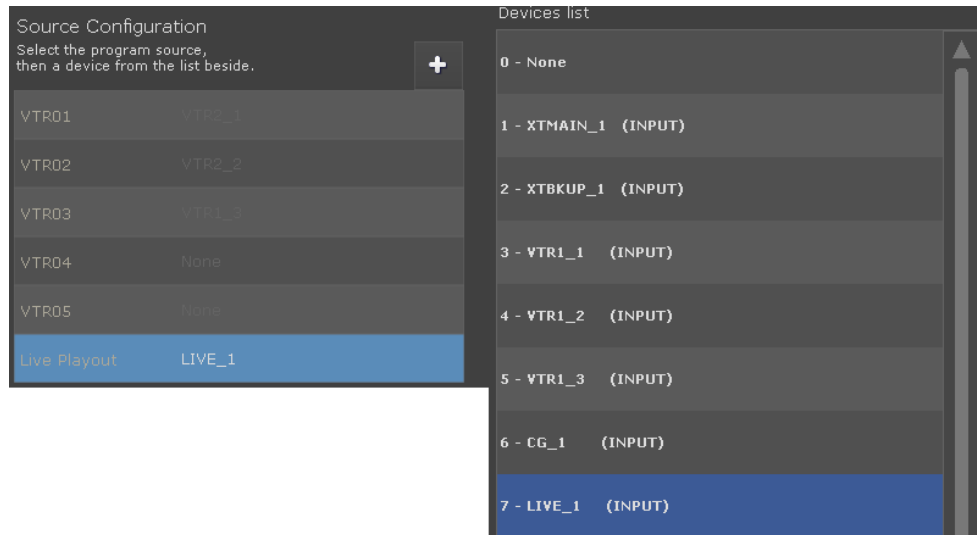 Source Configuration
Select the program source,
then a device from the list beside.
VTR01 VTR2_1
VTR02 VTR2_2
VTR03 VTR1_3
VTR04 None
VTR05 None
Live Playout LIVE_1
Devices list
0 - None
1 - XTMAIN_1 (INPUT)
2 - XTBKUP_1 (INPUT)
3 - VTR1_1 (INPUT)
4 - VTR1_2 (INPUT)
5 - VTR1_3 (INPUT)
6 - CG_1 (INPUT)
7 - LIVE_1 (INPUT)